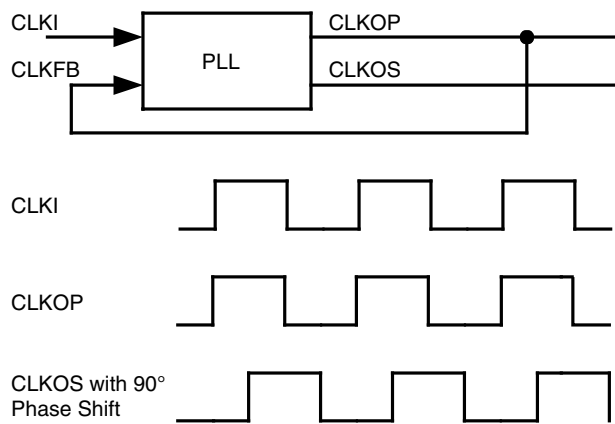 CLKI
CLKOP
CLKFB
PLL
CLKOS
CLKI
CLKOP
CLKOS with 90°
Phase Shift